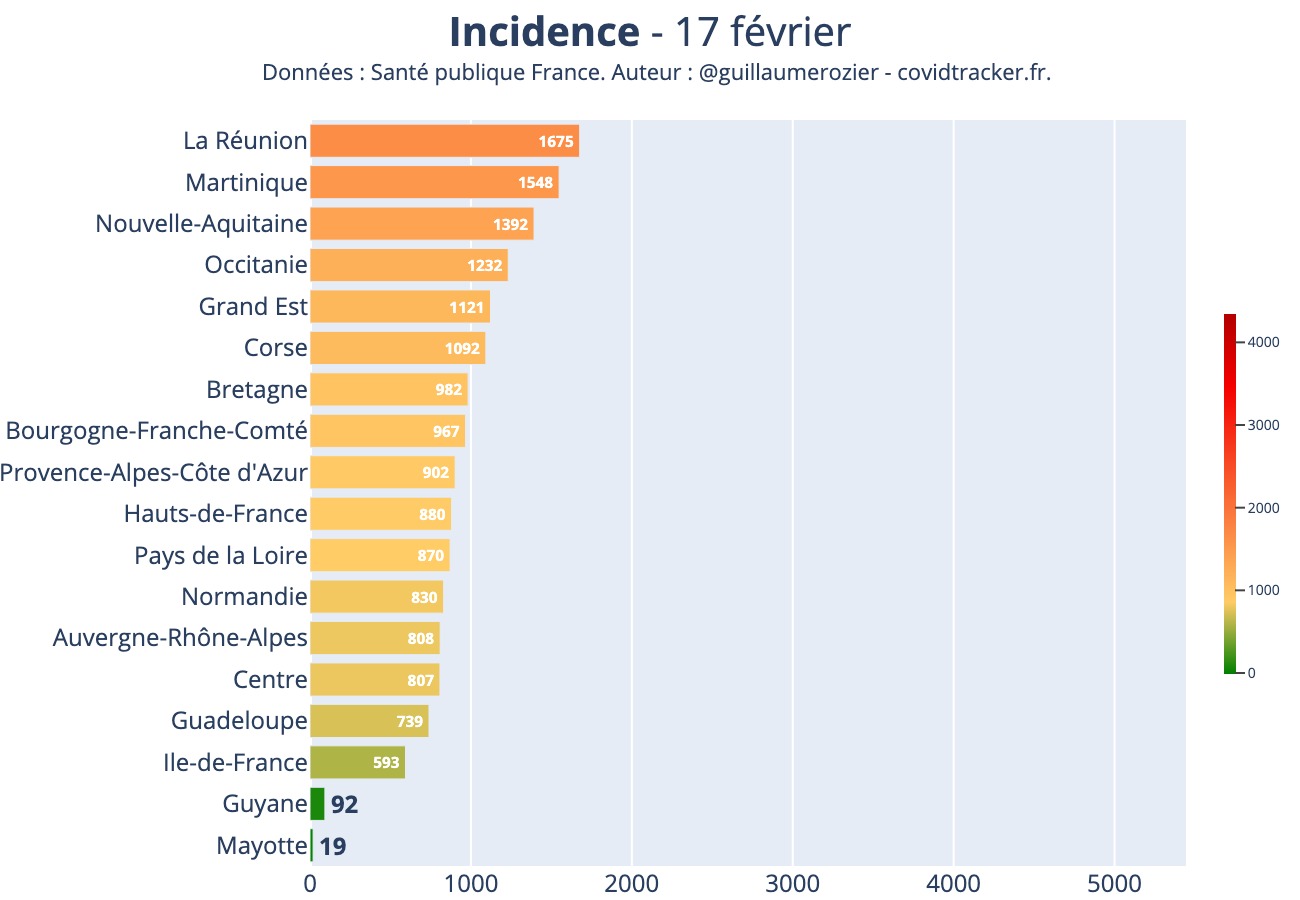 Incidence - 17 février
Données : Santé publique France. Auteur : @guillaumerozier - covidtracker.fr.
La Réunion 1675
Martinique 1548
Nouvelle-Aquitaine 1392
Occitanie 1232
Grand Est 1121
Corse 1092
Bretagne 982
Bourgogne-Franche-Comté 967
Provence-Alpes-Côte d'Azur 902
Hauts-de-France 880
Pays de la Loire 870
Normandie 830
Auvergne-Rhône-Alpes 808
Centre 807
Guadeloupe 739
Ile-de-France 593
Guyane 92
Mayotte 19
0 1000 2000 3000 4000 5000
4000
3000
2000
1000
0